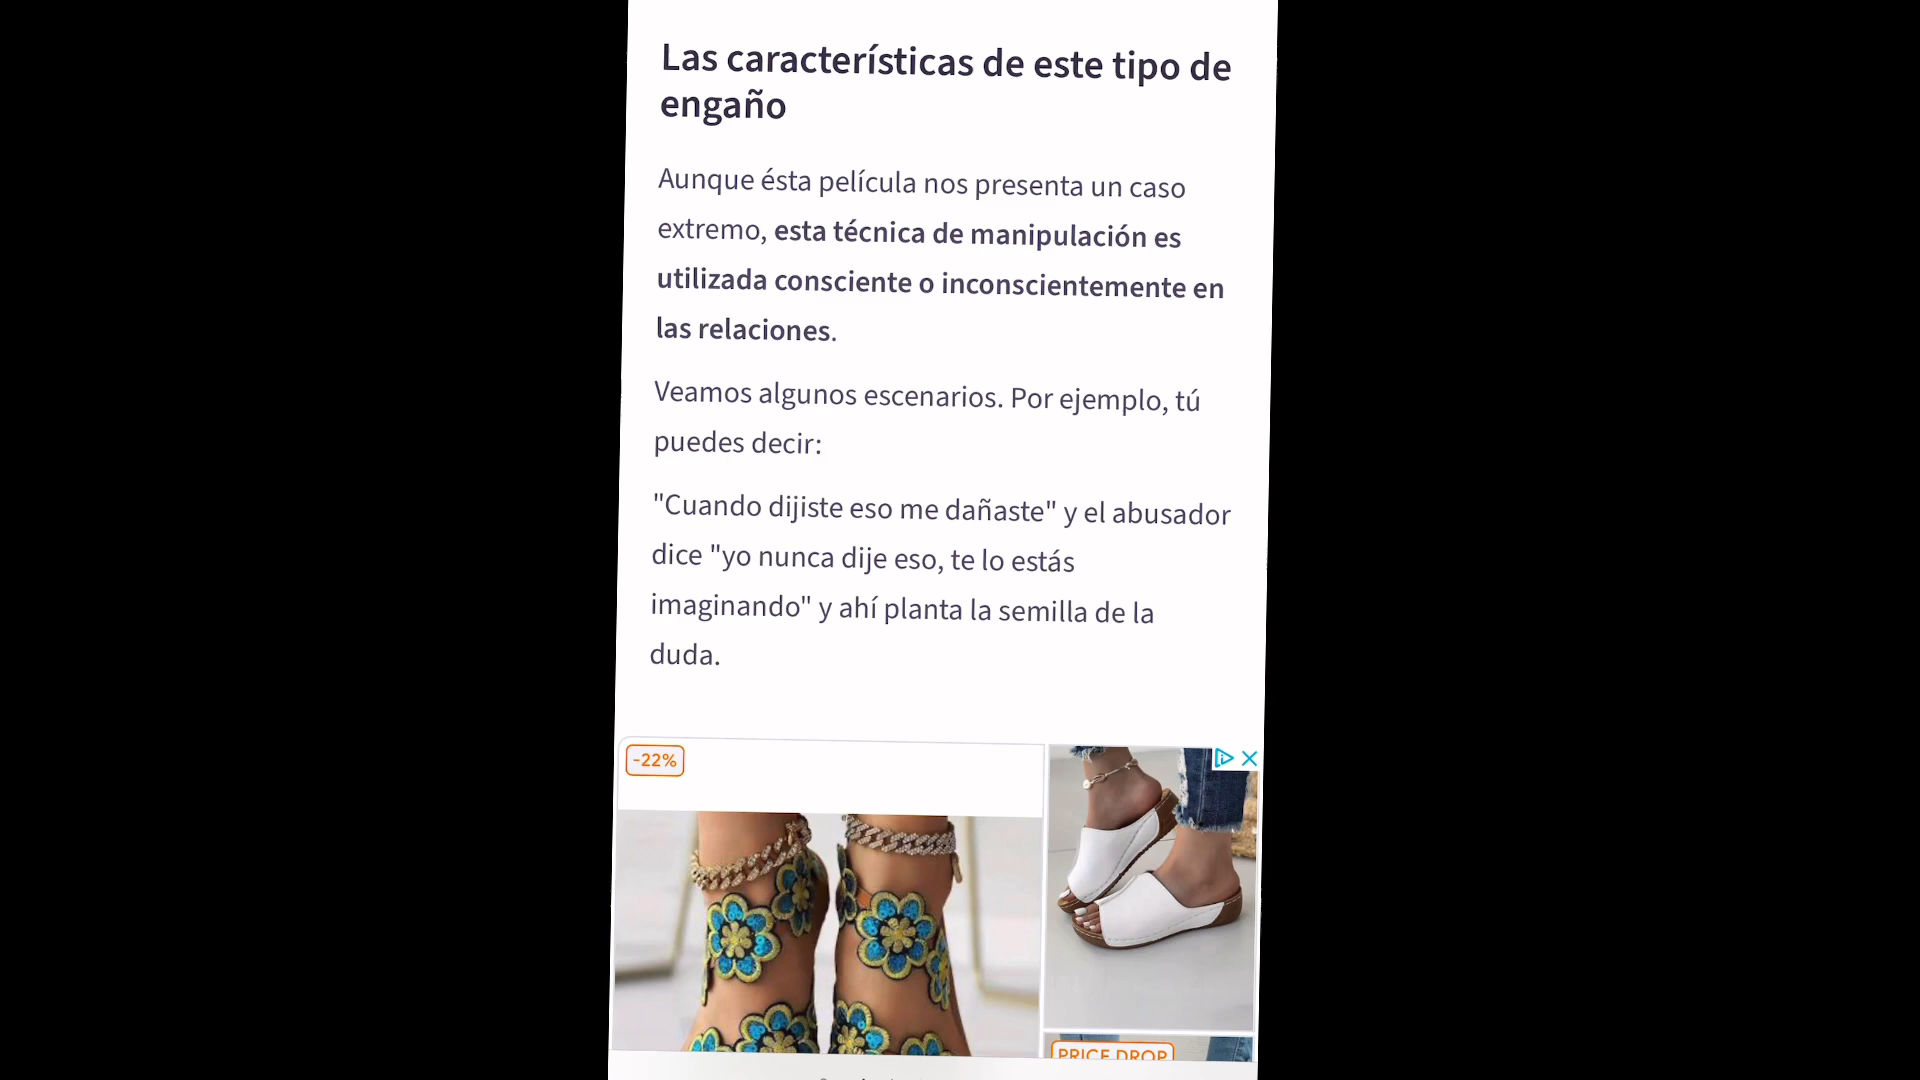 Las características de este tipo de
engaño
Aunque ésta película nos presenta un caso
extremo, esta técnica de manipulación es
utilizada consciente o inconscientemente en
las relaciones.
Veamos algunos escenarios. Por ejemplo, tú
puedes decir:
"Cuando dijiste eso me dañaste" y el abusador
dice "yo nunca dije eso, te lo estás
imaginando" y ahí planta la semilla de la
duda.
-22%
PRICE DROP